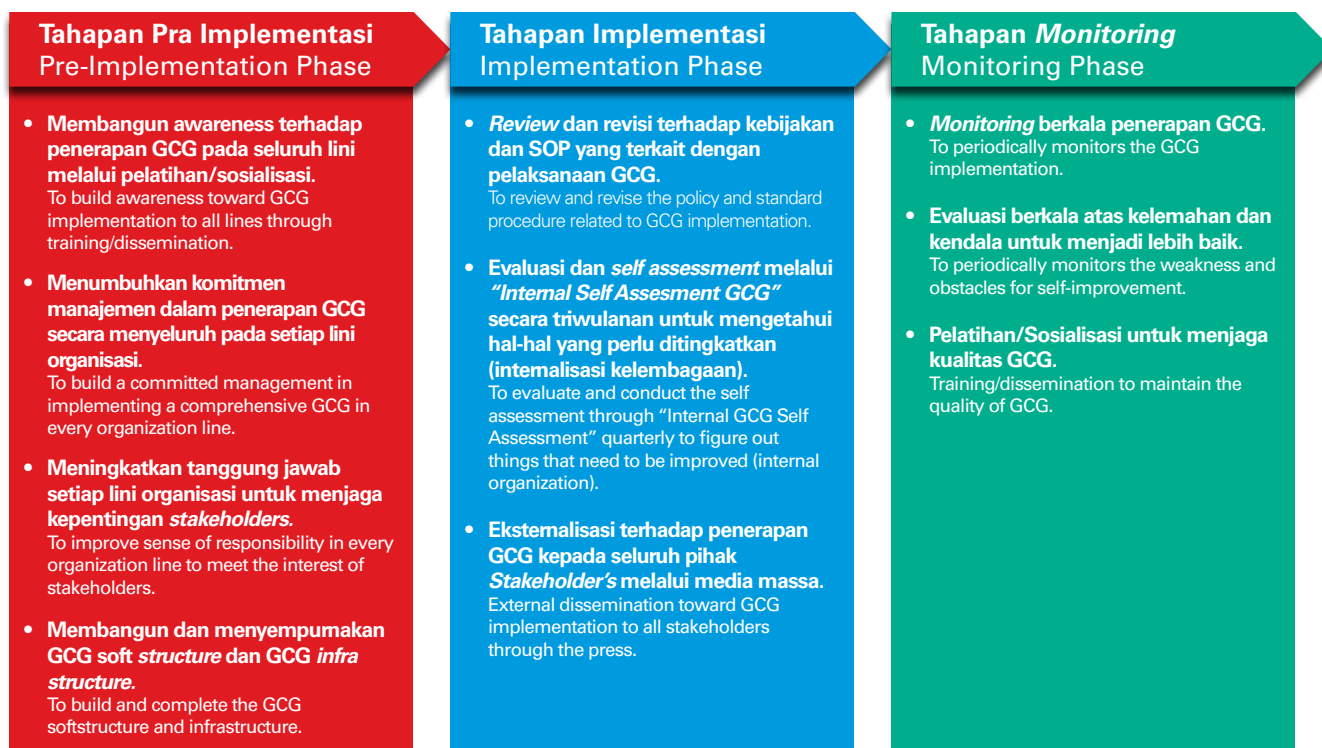 Tahapan Pra Implementasi
Pre-Implementation Phase
• Membangun awareness terhadap
penerapan GCG pada seluruh lini
melalui pelatihan/sosialisasi.
To build awareness toward GCG
implementation to all lines through
training/dissemination.
• Menumbuhkan komitmen
manajemen dalam penerapan GCG
secara menyeluruh pada setiap lini
organisasi.
To build a committed management in
implementing a comprehensive GCG in
every organization line.
• Meningkatkan tanggung jawab
setiap lini organisasi untuk menjaga
kepentingan stakeholders.
To improve sense of responsibility in every
organization line to meet the interest of
stakeholders.
• Membangun dan menyempurnakan
GCG soft structure dan GCG infra
structure.
To build and complete the GCG
softstructure and infrastructure.
Tahapan Implementasi
Implementation Phase
• Review dan revisi terhadap kebijakan
dan SOP yang terkait dengan
pelaksanaan GCG.
To review and revise the policy and standard
procedure related to GCG implementation.
• Evaluasi dan self assessment melalui
"Internal Self Assesment GCG"
secara triwulanan untuk mengetahui
hal-hal yang perlu ditingkatkan
(internalisasi kelembagaan).
To evaluate and conduct the self
assessment through “Internal GCG Self
Assessment” quarterly to figure out
things that need to be improved (internal
organization).
• Eksternalisasi terhadap penerapan
GCG kepada seluruh pihak
Stakeholder's melalui media massa.
External dissemination toward GCG
implementation to all stakeholders
through the press.
Tahapan Monitoring
Monitoring Phase
• Monitoring berkala penerapan GCG.
To periodically monitors the GCG
implementation.
• Evaluasi berkala atas kelemahan dan
kendala untuk menjadi lebih baik.
To periodically monitors the weakness and
obstacles for self-improvement.
• Pelatihan/Sosialisasi untuk menjaga
kualitas GCG.
Training/dissemination to maintain the
quality of GCG.